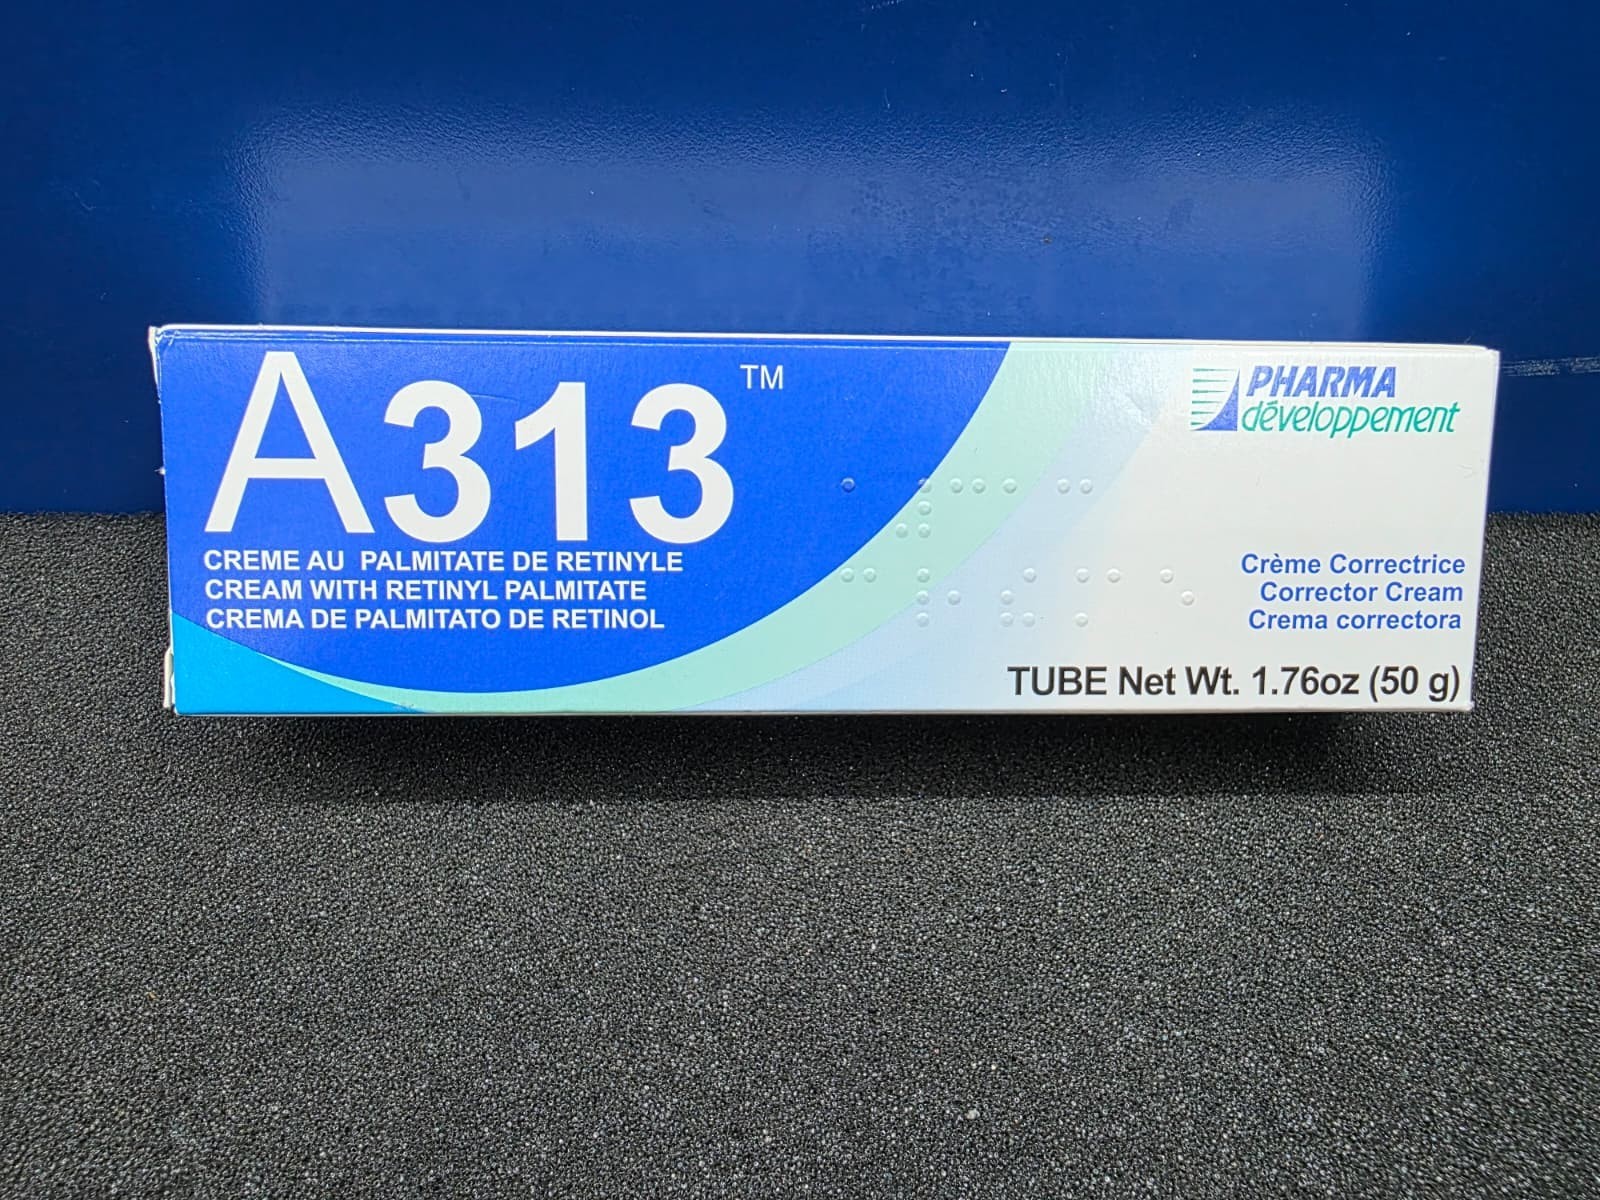 A313™
CREME AU PALMITATE DE RETINYLE
CREAM WITH RETINYL PALMITATE
CREMA DE PALMITATO DE RETINOL
PHARMA
développement
Crème Correctrice
Corrector Cream
Crema correctora
TUBE Net Wt. 1.76oz (50 g)